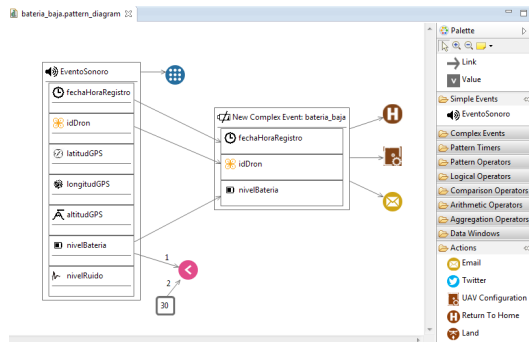 bateria_baja.pattern_diagram
EventoSonoro
fechaHoraRegistro
idDron
latitudGPS
longitudGPS
altitudGPS
nivelBateria
nivelRuido
1
2
30
New Complex Event: bateria_baja
fechaHoraRegistro
idDron
nivelBateria
H
Palette
Link
V
Value
Simple Events
EventoSonoro
Complex Events
Pattern Timers
Pattern Operators
Logical Operators
Comparison Operators
Arithmetic Operators
Aggregation Operators
Data Windows
Actions
Email
Twitter
UAV Configuration
H
Return To Home
Land